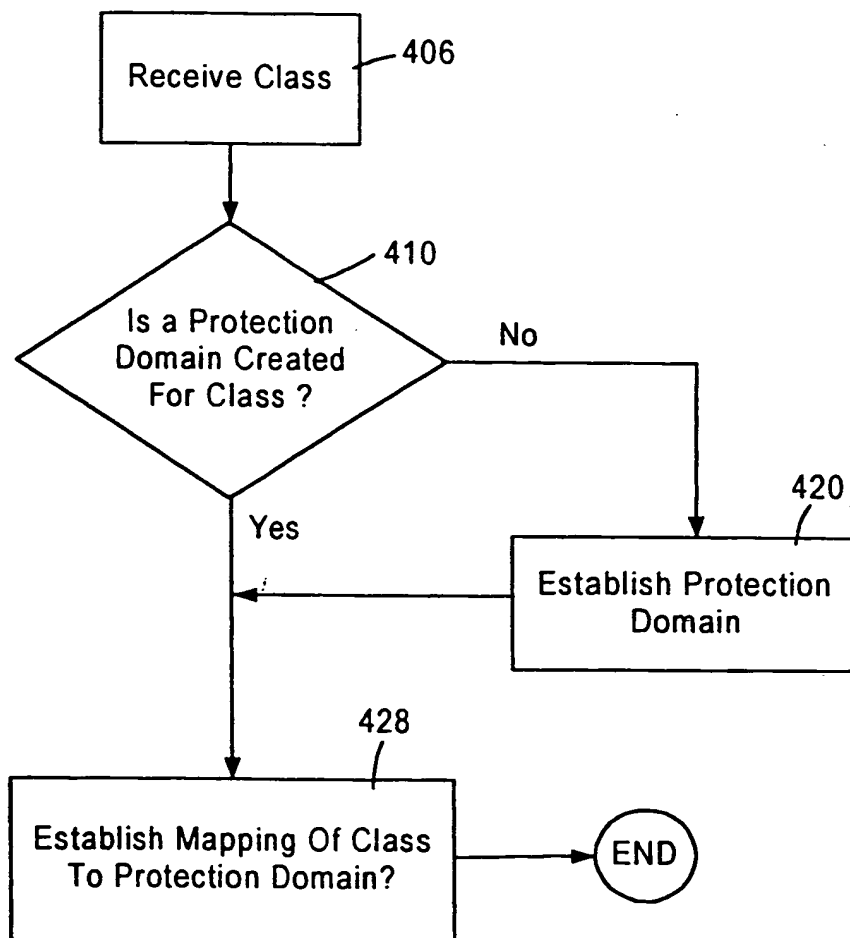 Receive Class
406
410
Is a Protection
Domain Created
For Class ?
No
Yes
420
Establish Protection
Domain
428
Establish Mapping Of Class
To Protection Domain?
END